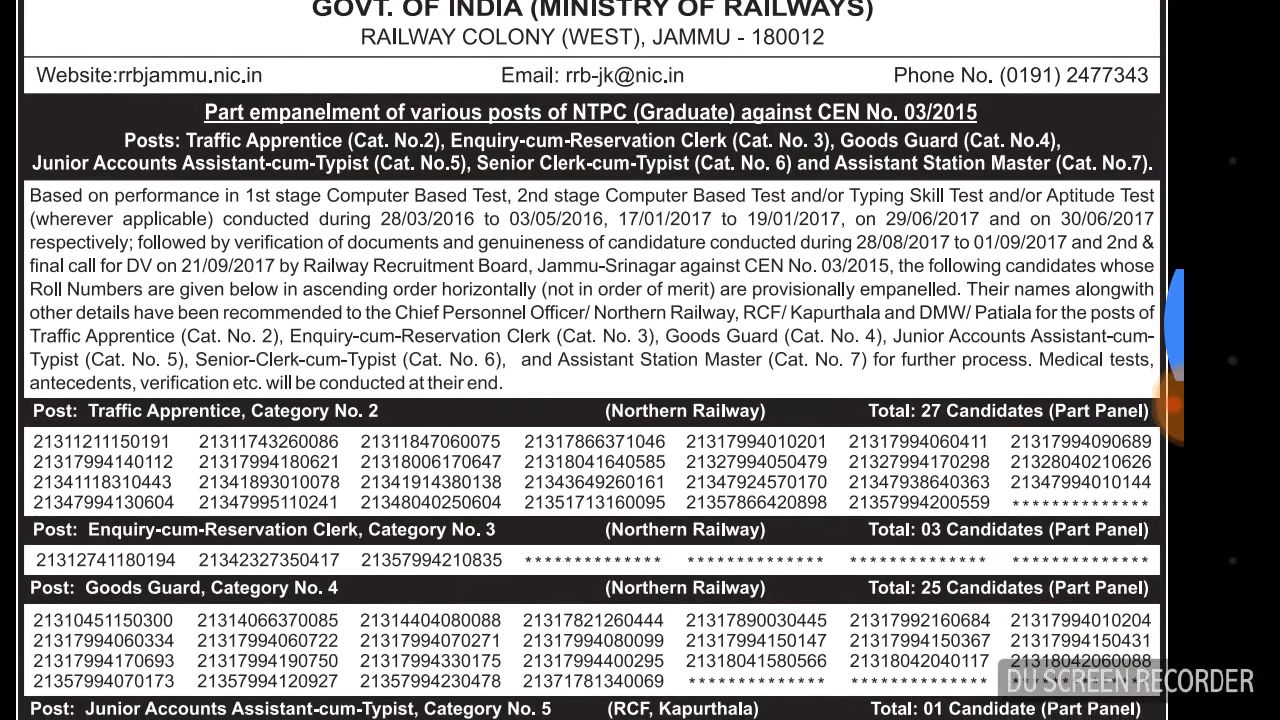 GOVT. OF INDIA (MINISTRY OF RAILWAYS)
RAILWAY COLONY (WEST), JAMMU - 180012
Website:rrbjammu.nic.in Email: rrb-jk@nic.in Phone No. (0191) 2477343
Part empanelment of various posts of NTPC (Graduate) against CEN No. 03/2015
Posts: Traffic Apprentice (Cat. No.2), Enquiry-cum-Reservation Clerk (Cat. No. 3), Goods Guard (Cat. No.4),
Junior Accounts Assistant-cum-Typist (Cat. No.5), Senior Clerk-cum-Typist (Cat. No. 6) and Assistant Station Master (Cat. No.7).
Based on performance in 1st stage Computer Based Test, 2nd stage Computer Based Test and/or Typing Skill Test and/or Aptitude Test
(wherever applicable) conducted during 28/03/2016 to 03/05/2016, 17/01/2017 to 19/01/2017, on 29/06/2017 and on 30/06/2017
respectively; followed by verification of documents and genuineness of candidature conducted during 28/08/2017 to 01/09/2017 and 2nd &
final call for DV on 21/09/2017 by Railway Recruitment Board, Jammu-Srinagar against CEN No. 03/2015, the following candidates whose
Roll Numbers are given below in ascending order horizontally (not in order of merit) are provisionally empanelled. Their names alongwith
other details have been recommended to the Chief Personnel Officer/ Northern Railway, RCF/ Kapurthala and DMW/ Patiala for the posts of
Traffic Apprentice (Cat. No. 2), Enquiry-cum-Reservation Clerk (Cat. No. 3), Goods Guard (Cat. No. 4), Junior Accounts Assistant-cum-
Typist (Cat. No. 5), Senior-Clerk-cum-Typist (Cat. No. 6), and Assistant Station Master (Cat. No. 7) for further process. Medical tests,
antecedents, verification etc. will be conducted at their end.
Post: Traffic Apprentice, Category No. 2 (Northern Railway) Total: 27 Candidates (Part Panel)
21311211150191 21311743260086 21311847060075 21317866371046 21317994010201 21317994060411 21317994090689
21317994140112 21317994180621 21318006170647 21318041640585 21327994050479 21327994170298 21328040210626
21341118310443 21341893010078 21341914380138 21343649260161 21347924570170 21347938640363 21347994010144
21347994130604 21347995110241 21348040250604 21351713160095 21357866420898 21357994200559 **************
Post: Enquiry-cum-Reservation Clerk, Category No. 3 (Northern Railway) Total: 03 Candidates (Part Panel)
21312741180194 21342327350417 21357994210835 ************** ************** ************** **************
Post: Goods Guard, Category No. 4 (Northern Railway) Total: 25 Candidates (Part Panel)
21310451150300 21314066370085 21314404080088 21317821260444 21317890030445 21317992160684 21317994010204
21317994060334 21317994060722 21317994070271 21317994080099 21317994150147 21317994150367 21317994150431
21317994170693 21317994190750 21317994330175 21317994400295 21318041580566 21318042040117 21318042060088
21357994070173 21357994120927 21357994230478 21371781340069 ************** ************** **************
DU SCREEN RECORDER
Post: Junior Accounts Assistant-cum-Typist, Category No. 5 (RCF, Kapurthala) Total: 01 Candidate (Part Panel)